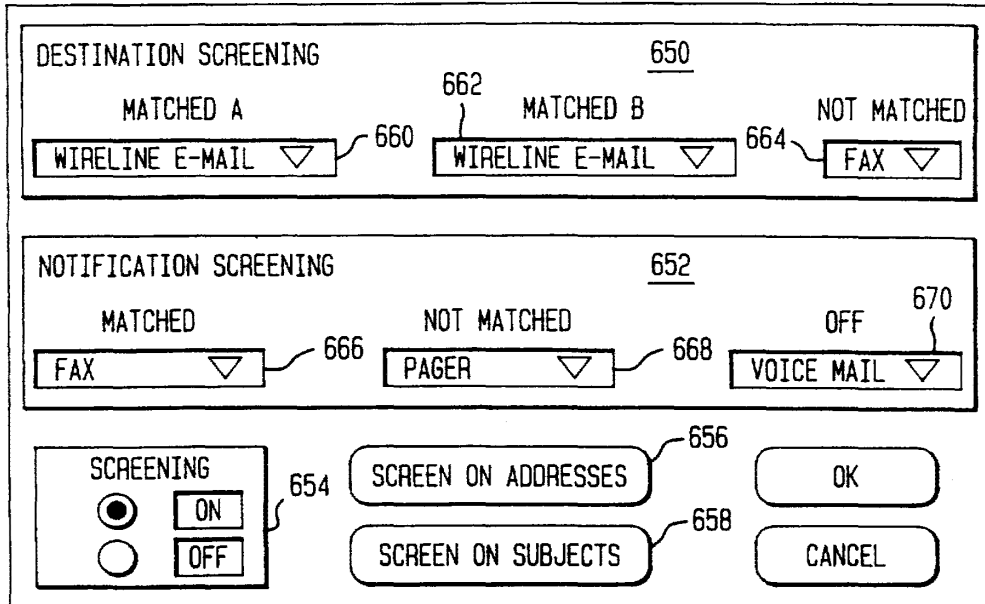 DESTINATION SCREENING 650
MATCHED A 662 MATCHED B NOT MATCHED
WIRELINE E-MAIL 660 WIRELINE E-MAIL 664 FAX
NOTIFICATION SCREENING 652
MATCHED NOT MATCHED OFF 670
FAX 666 PAGER 668 VOICE MAIL
SCREENING 654
ON
OFF
SCREEN ON ADDRESSES 656 OK
SCREEN ON SUBJECTS 658 CANCEL